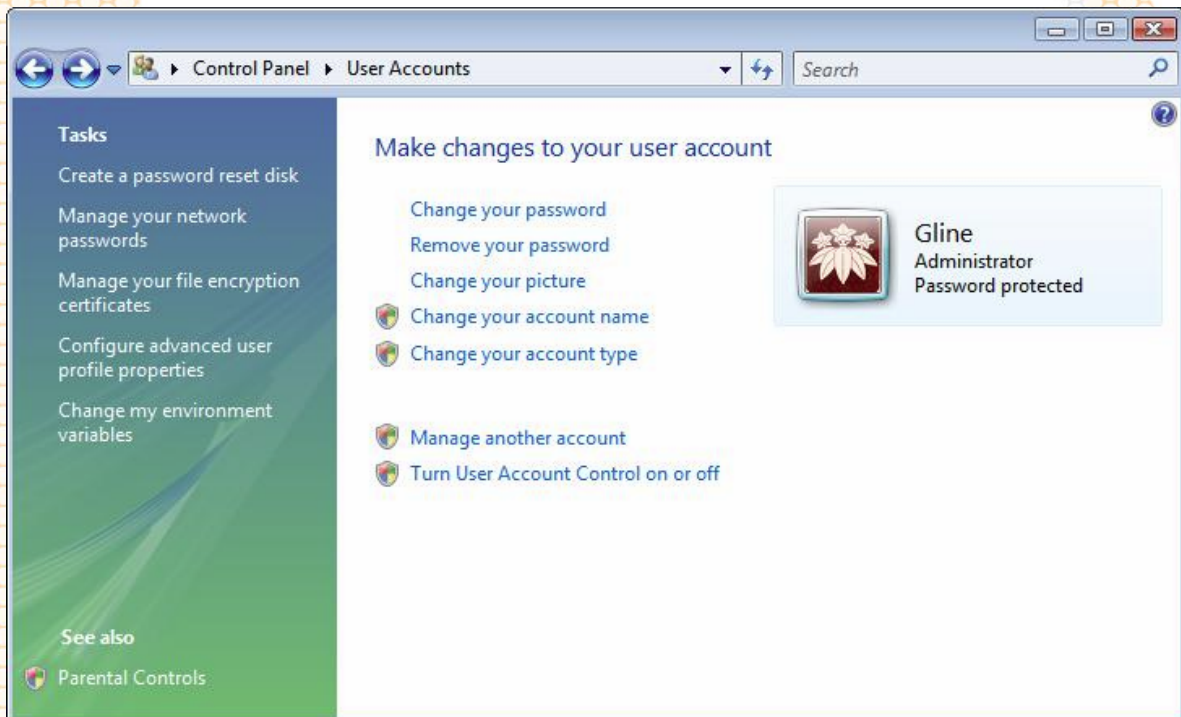 Control Panel User Accounts
Search
Tasks
Create a password reset disk
Manage your network
passwords
Manage your file encryption
certificates
Configure advanced user
profile properties
Change my environment
variables
See also
Parental Controls
Make changes to your user account
Change your password
Remove your password
Change your picture
Change your account name
Change your account type
Manage another account
Turn User Account Control on or off
Gline
Administrator
Password protected